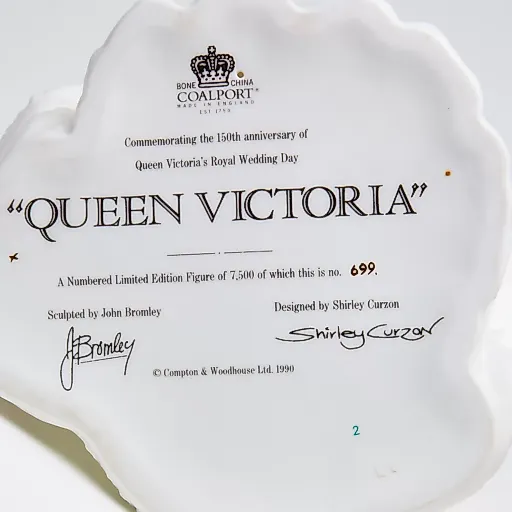 BONE CHINA
COALPORT®
MADE IN ENGLAND
EST 1750
Commemorating the 150th anniversary of
Queen Victoria's Royal Wedding Day
"QUEEN VICTORIA"
A Numbered Limited Edition Figure of 7,500 of which this is no. 699.
Sculpted by John Bromley
Designed by Shirley Curzon
JBromley
Shirley Curzon
© Compton & Woodhouse Ltd. 1990
2